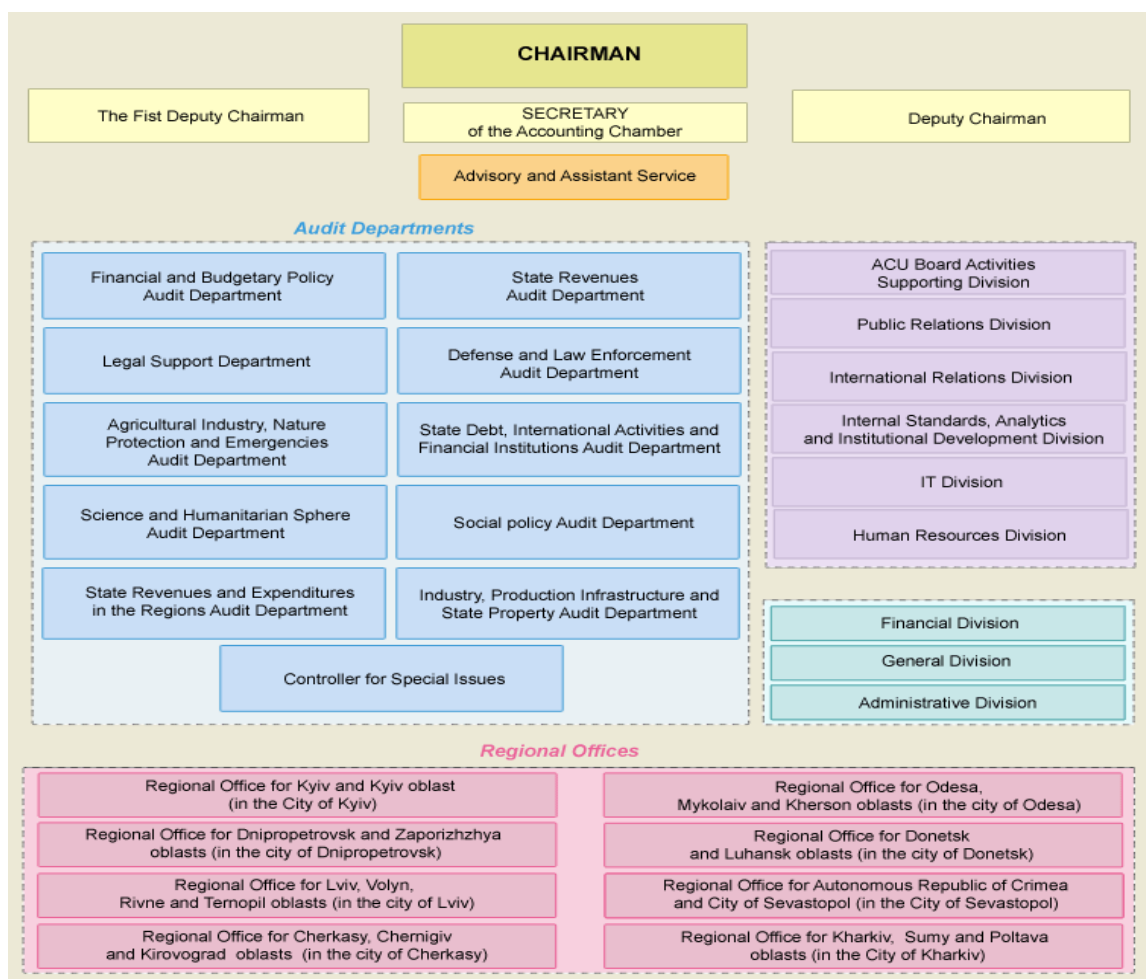 CHAIRMAN
The Fist Deputy Chairman
SECRETARY
of the Accounting Chamber
Deputy Chairman
Advisory and Assistant Service
Audit Departments
Financial and Budgetary Policy
Audit Department
State Revenues
Audit Department
Legal Support Department
Defense and Law Enforcement
Audit Department
Agricultural Industry, Nature
Protection and Emergencies
Audit Department
State Debt, International Activities and
Financial Institutions Audit Department
Science and Humanitarian Sphere
Audit Department
Social policy Audit Department
State Revenues and Expenditures
in the Regions Audit Department
Industry, Production Infrastructure and
State Property Audit Department
Controller for Special Issues
ACU Board Activities
Supporting Division
Public Relations Division
International Relations Division
Internal Standards, Analytics
and Institutional Development Division
IT Division
Human Resources Division
Financial Division
General Division
Administrative Division
Regional Offices
Regional Office for Kyiv and Kyiv oblast
(in the City of Kyiv)
Regional Office for Odesa,
Mykolaiv and Kherson oblasts (in the city of Odesa)
Regional Office for Dnipropetrovsk and Zaporizhzhya
oblasts (in the city of Dnipropetrovsk)
Regional Office for Donetsk
and Luhansk oblasts (in the city of Donetsk)
Regional Office for Lviv, Volyn,
Rivne and Ternopil oblasts (in the city of Lviv)
Regional Office for Autonomous Republic of Crimea
and City of Sevastopol (in the City of Sevastopol)
Regional Office for Cherkasy, Chernigiv
and Kirovograd oblasts (in the city of Cherkasy)
Regional Office for Kharkiv, Sumy and Poltava
oblasts (in the City of Kharkiv)